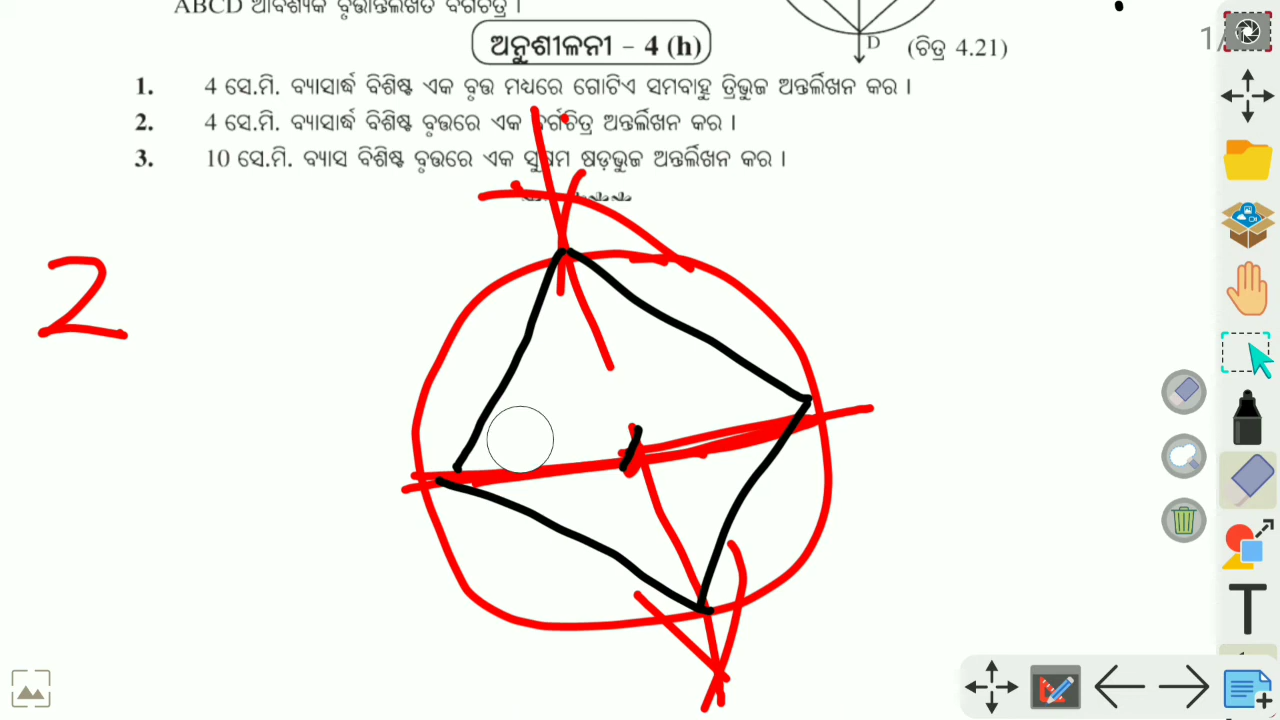 ABCD ଆବଶ୍ୟକ ବୃତ୍ତାନ୍ତର୍ଲିଖିତ ବର୍ଗଚିତ୍ର ।
D (ଚିତ୍ର 4.21)
ଅନୁଶୀଳନୀ – 4 (h)
1. 4 ସେ.ମି. ବ୍ୟାସାର୍ଦ୍ଧ ବିଶିଷ୍ଟ ଏକ ବୃତ୍ତ ମଧ୍ୟରେ ଗୋଟିଏ ସମବାହୁ ତ୍ରିଭୁଜ ଅନ୍ତର୍ଲିଖନ କର ।
2. 4 ସେ.ମି. ବ୍ୟାସାର୍ଦ୍ଧ ବିଶିଷ୍ଟ ବୃତ୍ତରେ ଏକ ବର୍ଗଚିତ୍ର ଅନ୍ତର୍ଲିଖନ କର ।
3. 10 ସେ.ମି. ବ୍ୟାସ ବିଶିଷ୍ଟ ବୃତ୍ତରେ ଏକ ସୁଷମ ଷଡ଼ଭୁଜ ଅନ୍ତର୍ଲିଖନ କର ।
2